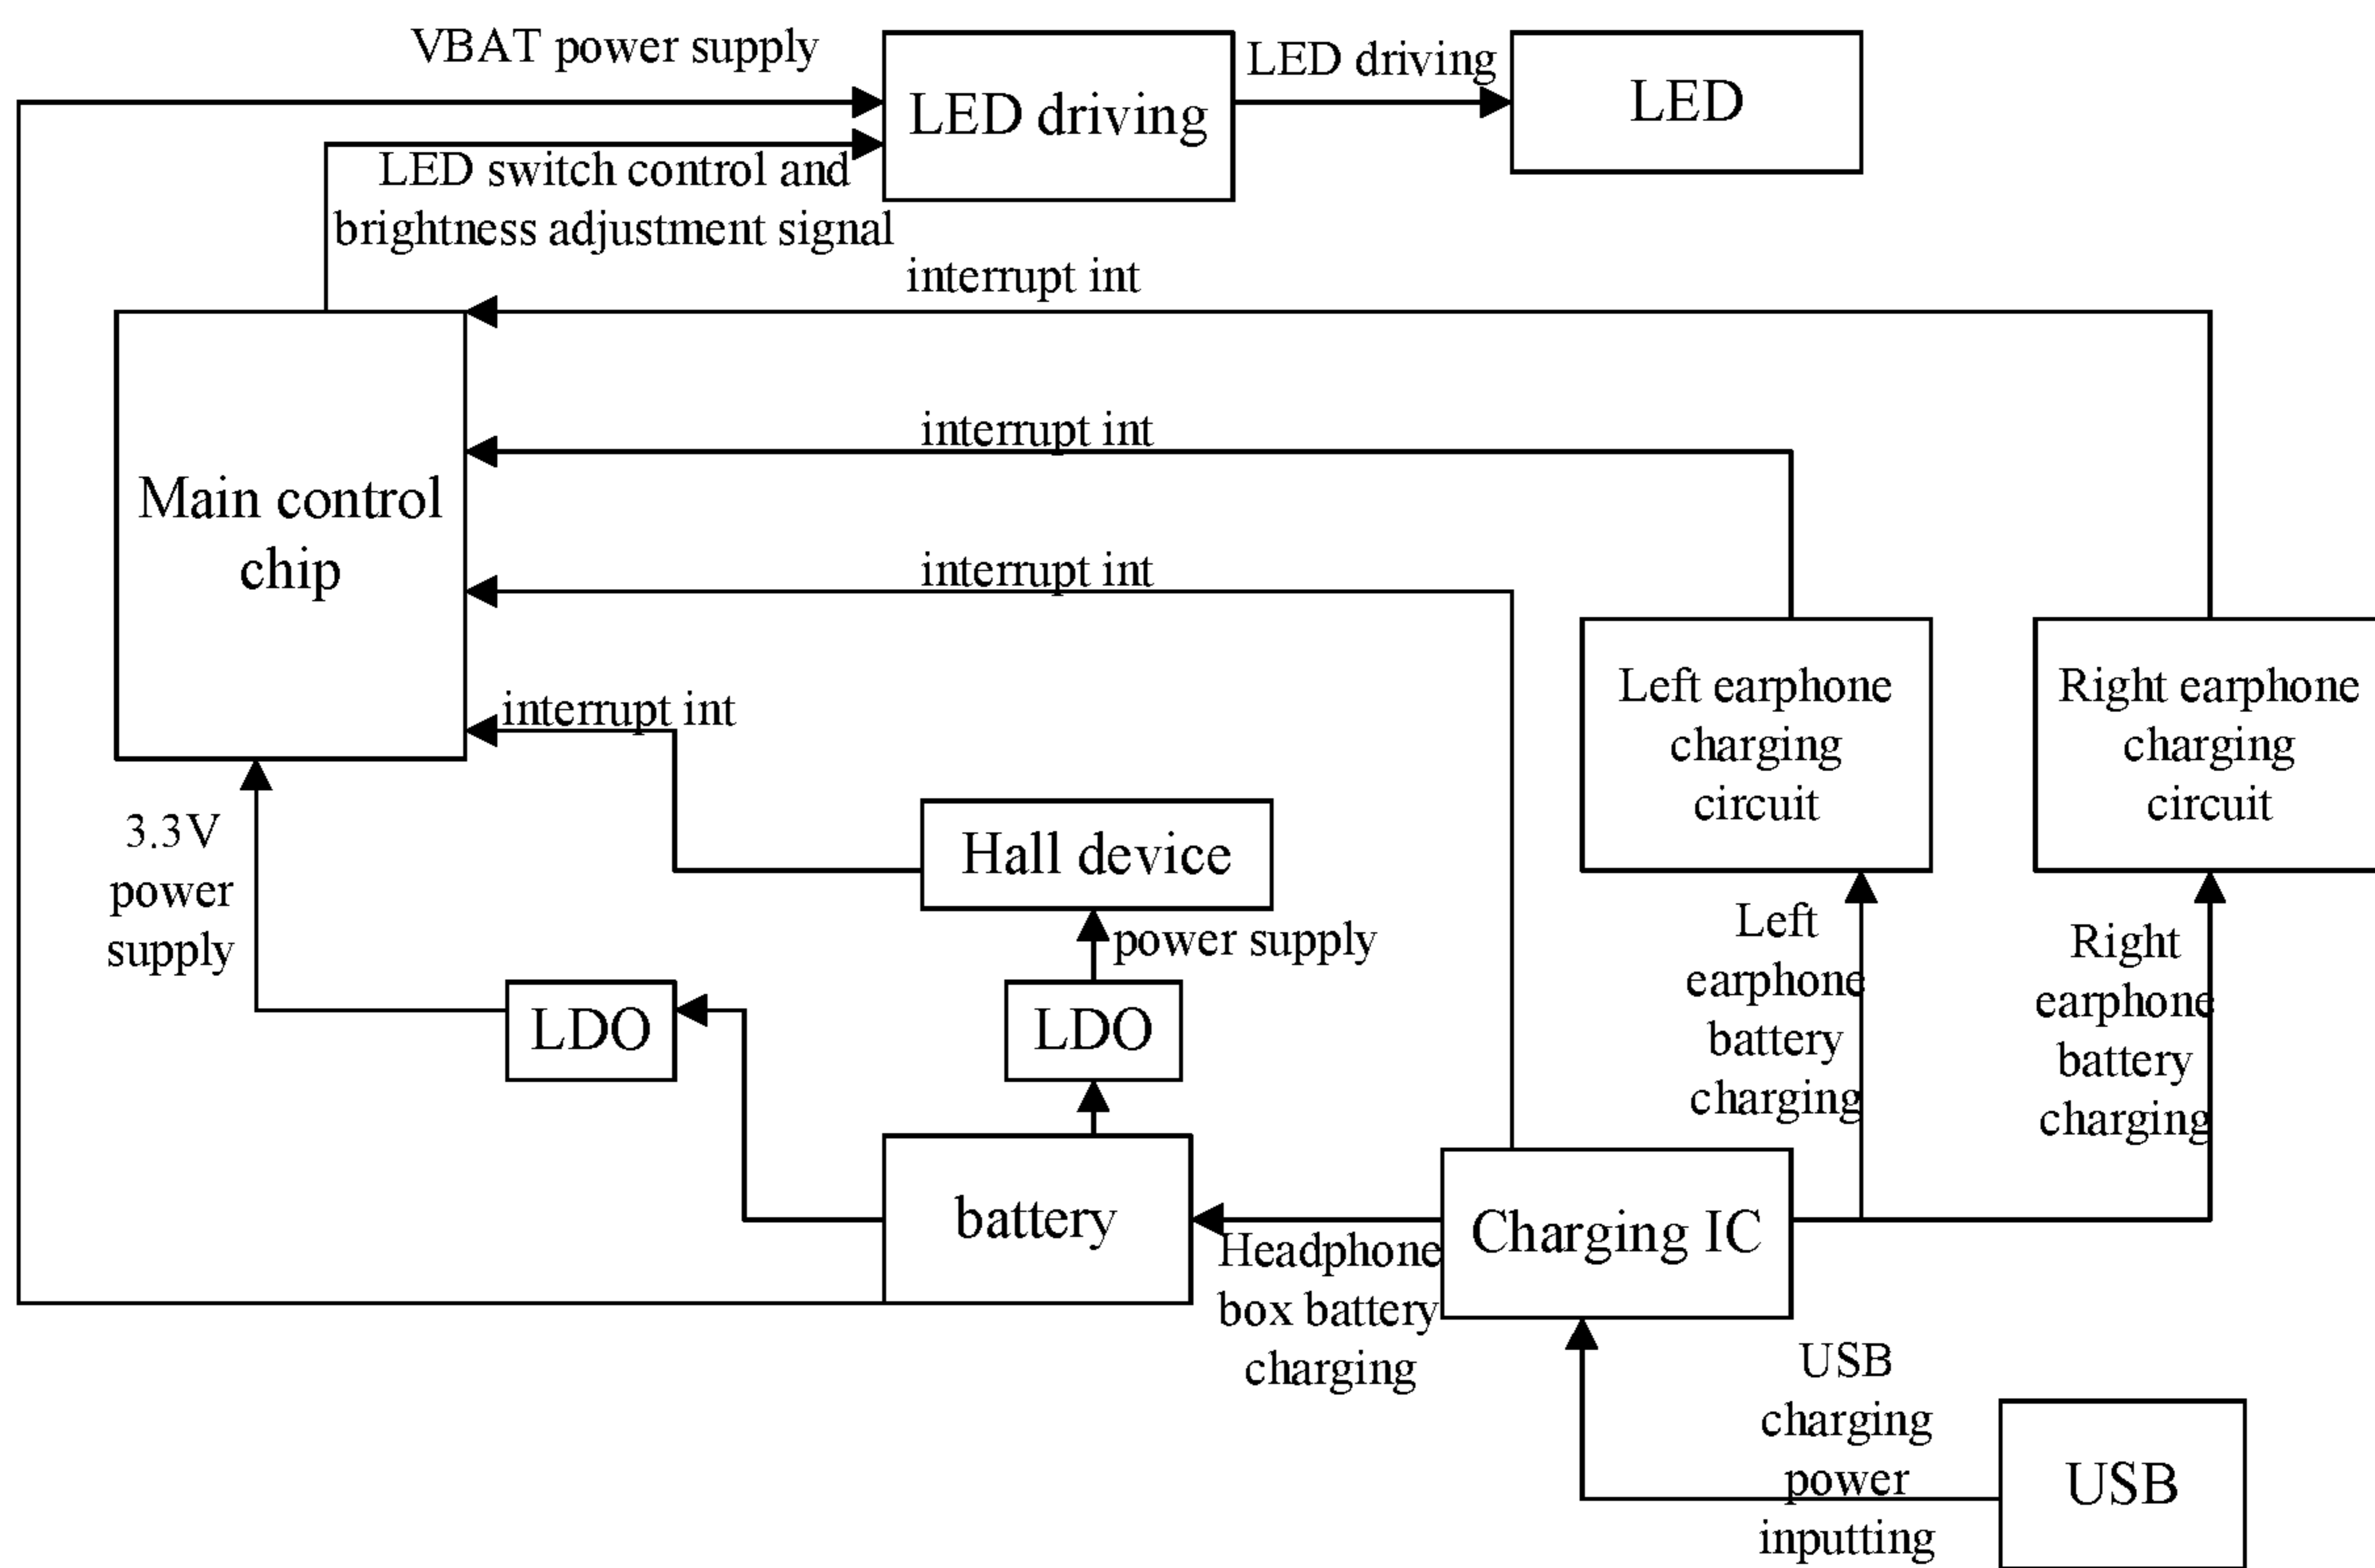 VBAT power supply
LED driving
LED driving
LED
LED switch control and
brightness adjustment signal
interrupt int
interrupt int
Main control
chip
interrupt int
interrupt int
Left earphone
charging
circuit
Right earphone
charging
circuit
3.3V
power
supply
Hall device
power supply
Left
earphone
battery
charging
Right
earphone
battery
charging
LDO
LDO
battery
Headphone
box battery
charging
Charging IC
USB
charging
power
inputting
USB